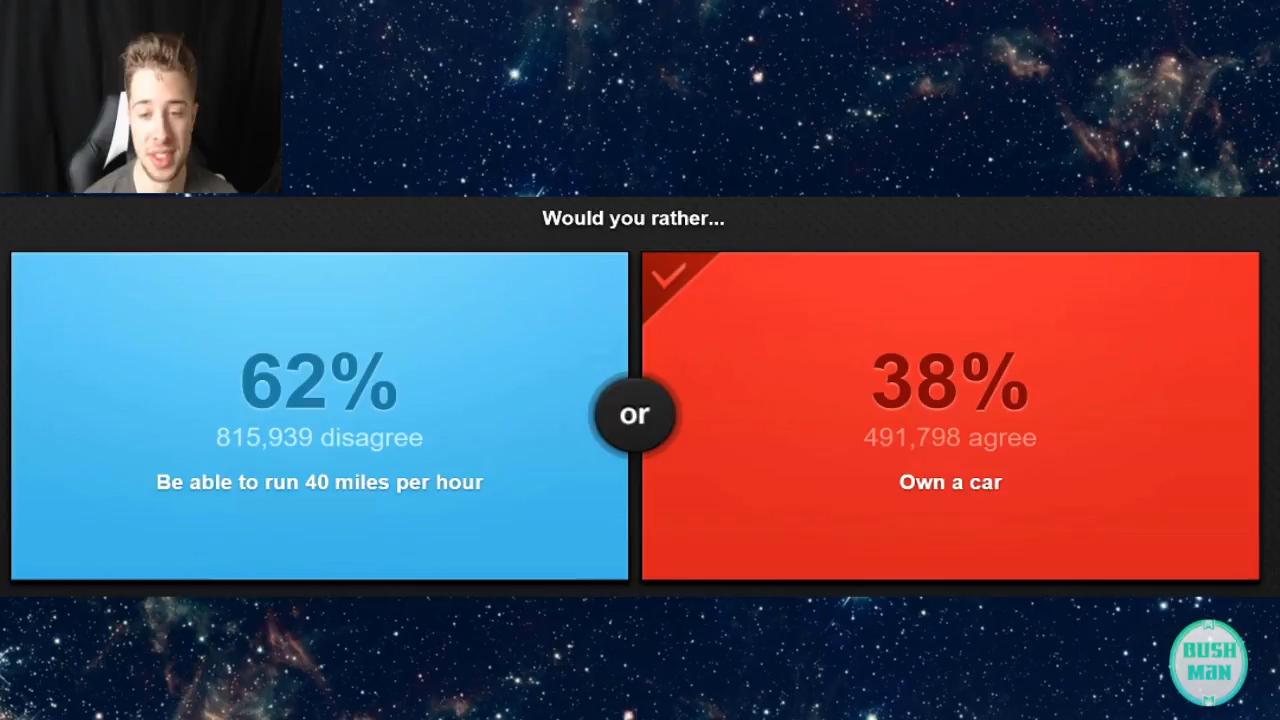 Would you rather...
62%
815,939 disagree
Be able to run 40 miles per hour
or
38%
491,798 agree
Own a car
BUSH
MAN